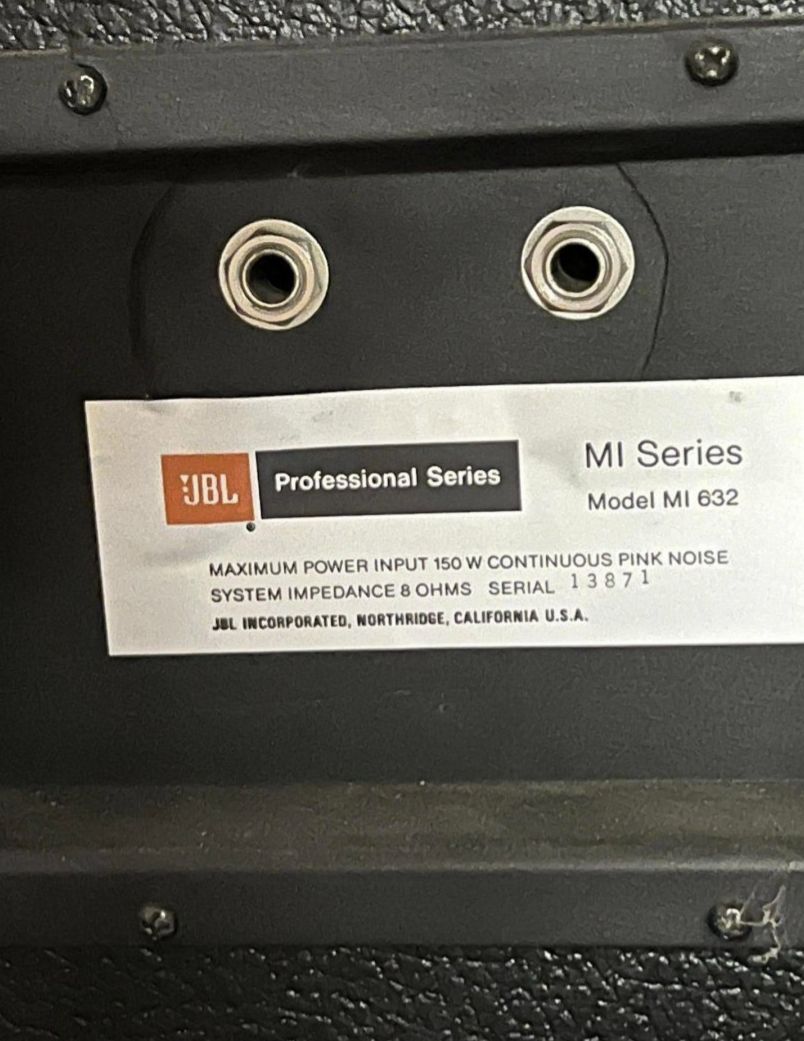 JBL Professional Series
MI Series
Model MI 632
MAXIMUM POWER INPUT 150 W CONTINUOUS PINK NOISE
SYSTEM IMPEDANCE 8 OHMS SERIAL 13871
JBL INCORPORATED, NORTHRIDGE, CALIFORNIA U.S.A.